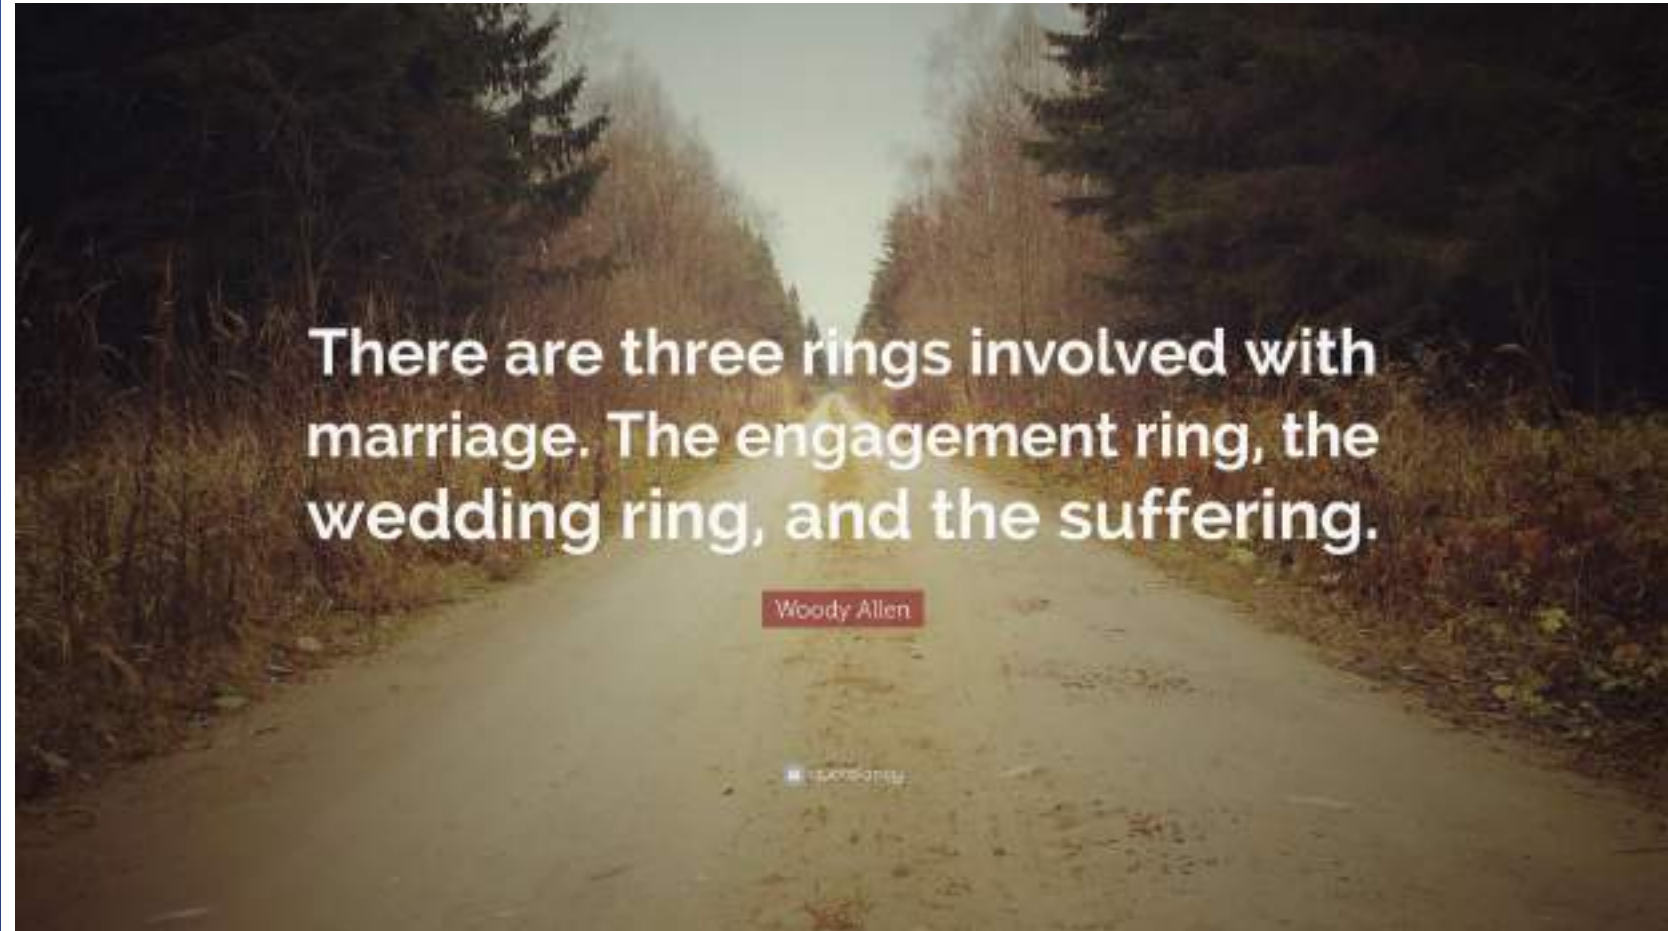 There are three rings involved with
marriage. The engagement ring, the
wedding ring, and the suffering.
Woody Allen